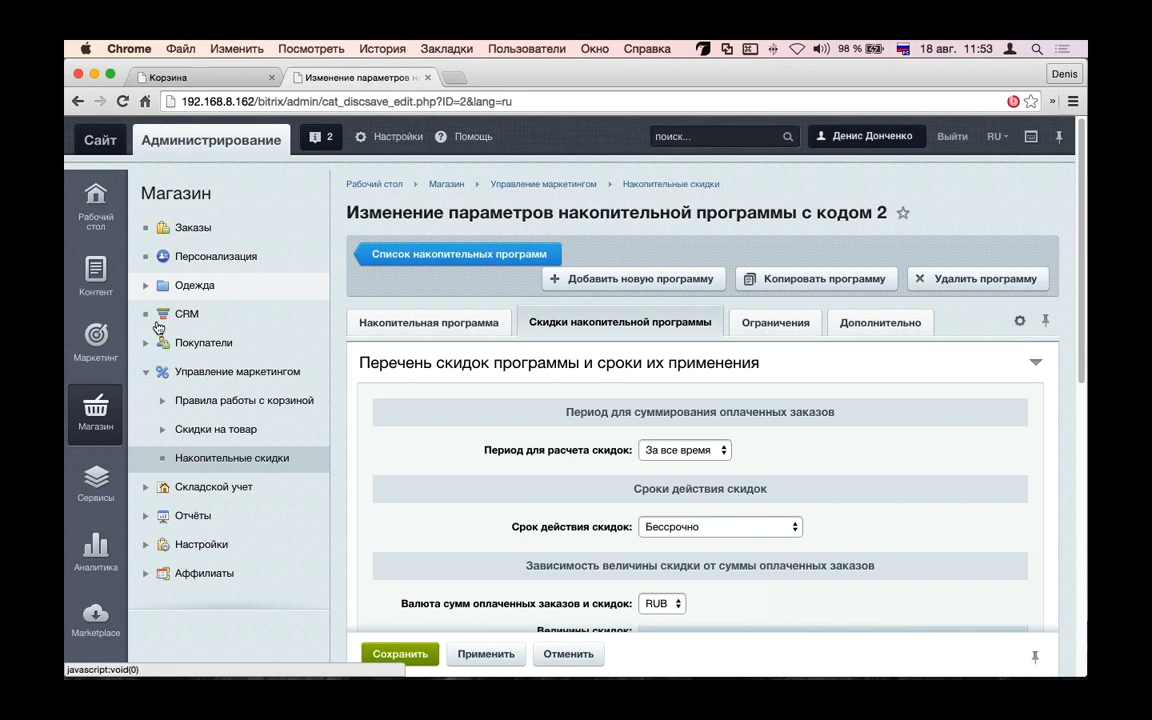 Chrome Файл Изменить Посмотреть История Закладки Пользователи Окно Справка 98 % 18 авг. 11:53
Корзина Изменение параметров н Denis
192.168.8.162/bitrix/admin/cat_discsave_edit.php?ID=2&lang=ru
Сайт Администрирование 2 Настройки Помощь поиск... Денис Донченко Выйти RU
Рабочий стол
Контент
Маркетинг
Магазин
Сервисы
Аналитика
Marketplace
Магазин
Заказы
Персонализация
Одежда
CRM
Покупатели
Управление маркетингом
Правила работы с корзиной
Скидки на товар
Накопительные скидки
Складской учет
Отчёты
Настройки
Аффилиаты
Рабочий стол Магазин Управление маркетингом Накопительные скидки
Изменение параметров накопительной программы с кодом 2
Список накопительных программ
Добавить новую программу Копировать программу Удалить программу
Накопительная программа Скидки накопительной программы Ограничения Дополнительно
Перечень скидок программы и сроки их применения
Период для суммирования оплаченных заказов
Период для расчета скидок: За все время
Сроки действия скидок
Срок действия скидок: Бессрочно
Зависимость величины скидки от суммы оплаченных заказов
Валюта сумм оплаченных заказов и скидок: RUB
Величины скидок:
Сохранить Применить Отменить
javascript:void(0)